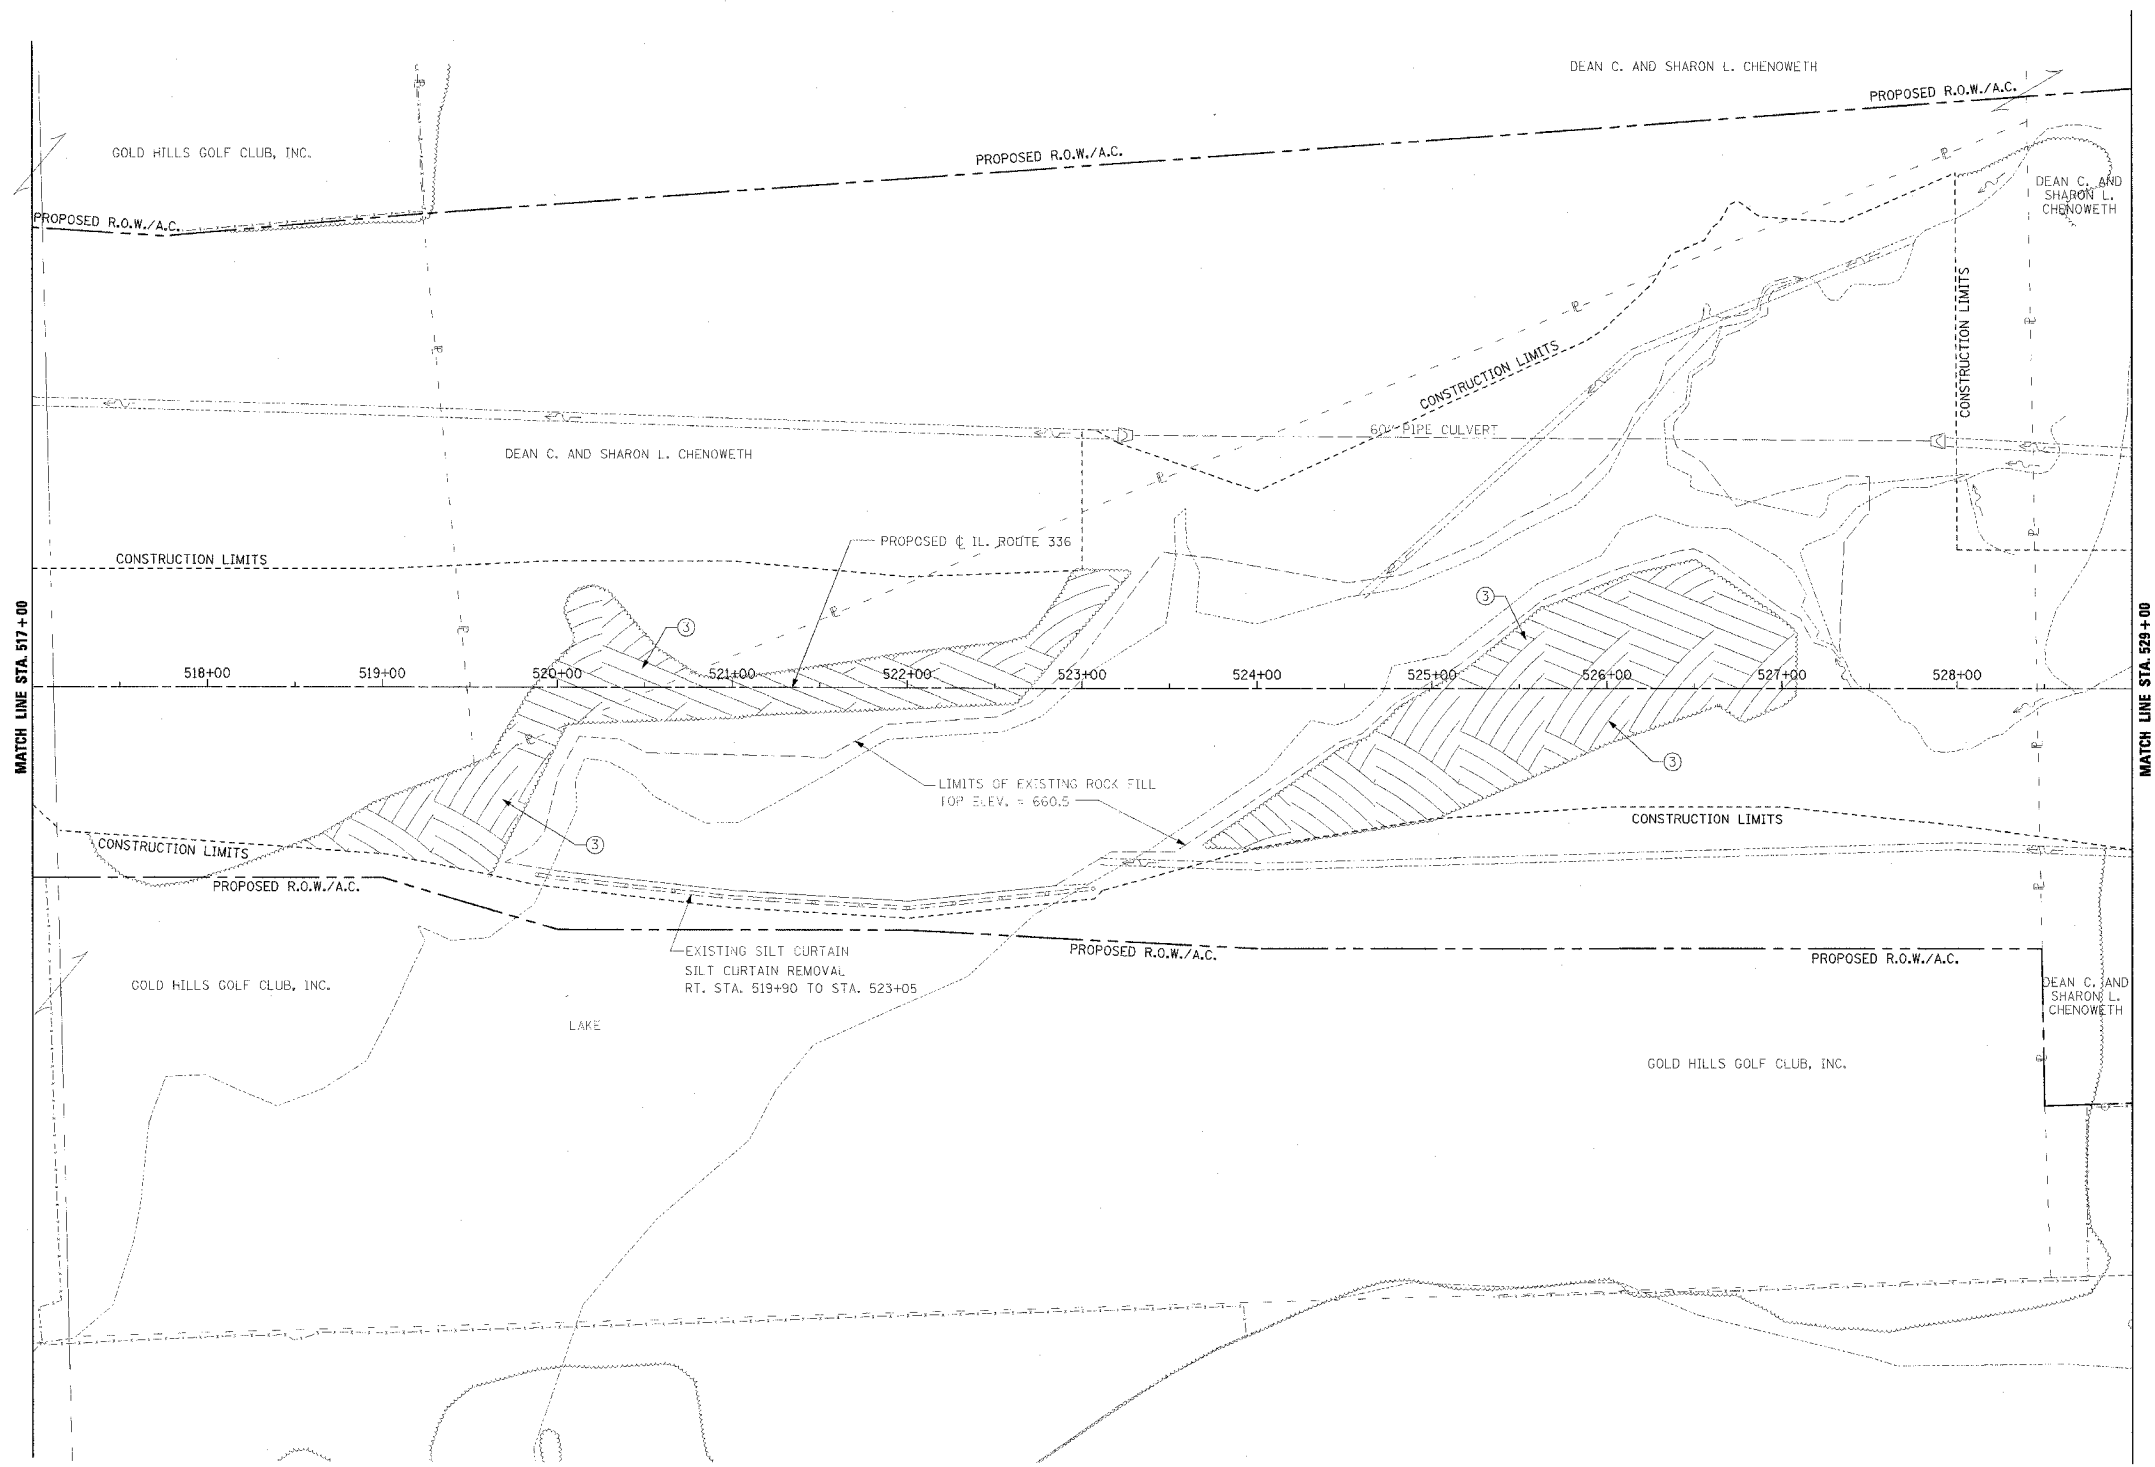 DEAN C. AND SHARON L. CHENOWETH
PROPOSED R.O.W./A.C.
GOLD HILLS GOLF CLUB, INC.
PROPOSED R.O.W./A.C.
DEAN C. AND
SHARON L.
CHENOWETH
PROPOSED R.O.W./A.C.
CONSTRUCTION LIMITS
CONSTRUCTION LIMITS
60" PIPE CULVERT
DEAN C. AND SHARON L. CHENOWETH
PROPOSED ℄ IL. ROUTE 336
CONSTRUCTION LIMITS
3
3
MATCH LINE STA. 517+00
MATCH LINE STA. 529+00
518+00
519+00
520+00
521+00
522+00
523+00
524+00
525+00
526+00
527+00
528+00
3
LIMITS OF EXISTING ROCK FILL
TOP ELEV. = 660.5
CONSTRUCTION LIMITS
3
CONSTRUCTION LIMITS
PROPOSED R.O.W./A.C.
EXISTING SILT CURTAIN
SILT CURTAIN REMOVAL
RT. STA. 519+90 TO STA. 523+05
PROPOSED R.O.W./A.C.
PROPOSED R.O.W./A.C.
GOLD HILLS GOLF CLUB, INC.
DEAN C. AND
SHARON L.
CHENOWETH
LAKE
GOLD HILLS GOLF CLUB, INC.